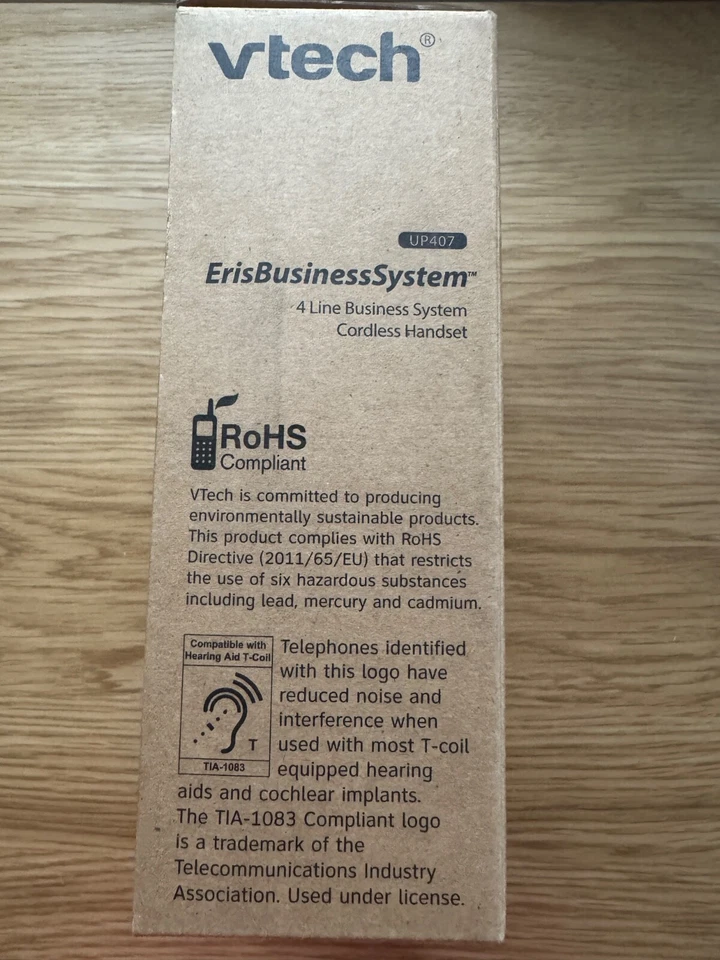 vtech®
UP407
ErisBusinessSystem™
4 Line Business System
Cordless Handset
RoHS
Compliant
VTech is committed to producing
environmentally sustainable products.
This product complies with RoHS
Directive (2011/65/EU) that restricts
the use of six hazardous substances
including lead, mercury and cadmium.
Compatible with
Hearing Aid T-Coil
T
TIA-1083
Telephones identified
with this logo have
reduced noise and
interference when
used with most T-coil
equipped hearing
aids and cochlear implants.
The TIA-1083 Compliant logo
is a trademark of the
Telecommunications Industry
Association. Used under license.